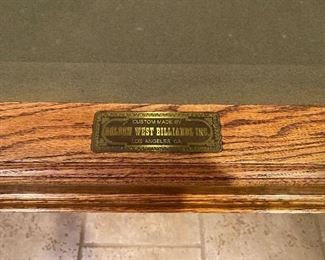 CUSTOM MADE BY
GOLDEN WEST BILLIARDS INC.
LOS ANGELES, CA.